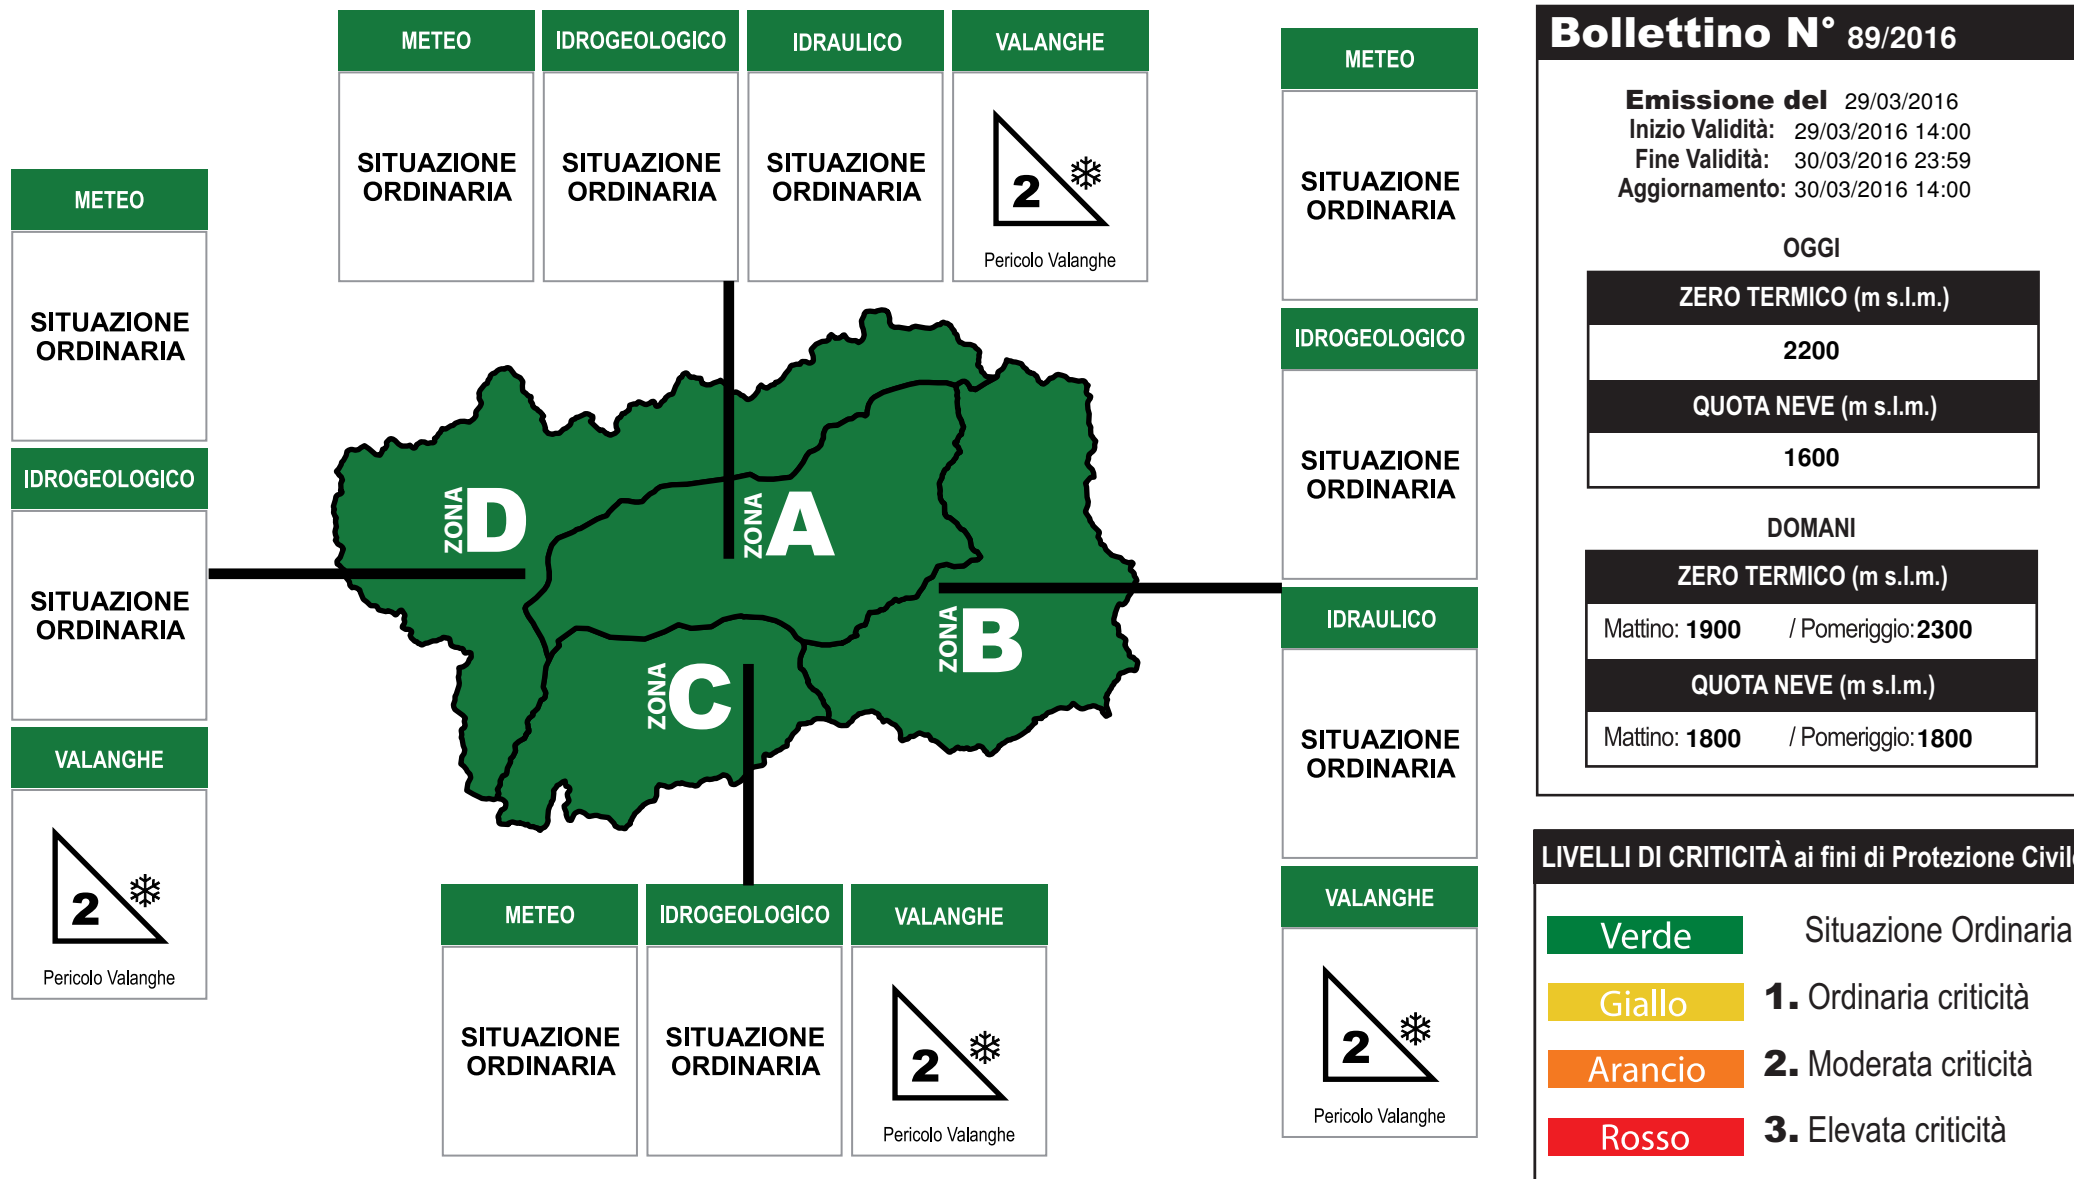 METEO
SITUAZIONE
ORDINARIA
IDROGEOLOGICO
SITUAZIONE
ORDINARIA
VALANGHE
2
Pericolo Valanghe
METEO
SITUAZIONE
ORDINARIA
IDROGEOLOGICO
SITUAZIONE
ORDINARIA
IDRAULICO
SITUAZIONE
ORDINARIA
VALANGHE
2
Pericolo Valanghe
ZONA D
ZONA A
ZONA B
ZONA C
METEO
SITUAZIONE
ORDINARIA
IDROGEOLOGICO
SITUAZIONE
ORDINARIA
VALANGHE
2
Pericolo Valanghe
METEO
SITUAZIONE
ORDINARIA
IDROGEOLOGICO
SITUAZIONE
ORDINARIA
IDRAULICO
SITUAZIONE
ORDINARIA
VALANGHE
2
Pericolo Valanghe
Bollettino N° 89/2016
Emissione del 29/03/2016
Inizio Validità: 29/03/2016 14:00
Fine Validità: 30/03/2016 23:59
Aggiornamento: 30/03/2016 14:00
OGGI
ZERO TERMICO (m s.l.m.)
2200
QUOTA NEVE (m s.l.m.)
1600
DOMANI
ZERO TERMICO (m s.l.m.)
Mattino: 1900 / Pomeriggio: 2300
QUOTA NEVE (m s.l.m.)
Mattino: 1800 / Pomeriggio: 1800
LIVELLI DI CRITICITÀ ai fini di Protezione Civile
Verde Situazione Ordinaria
Giallo 1. Ordinaria criticità
Arancio 2. Moderata criticità
Rosso 3. Elevata criticità